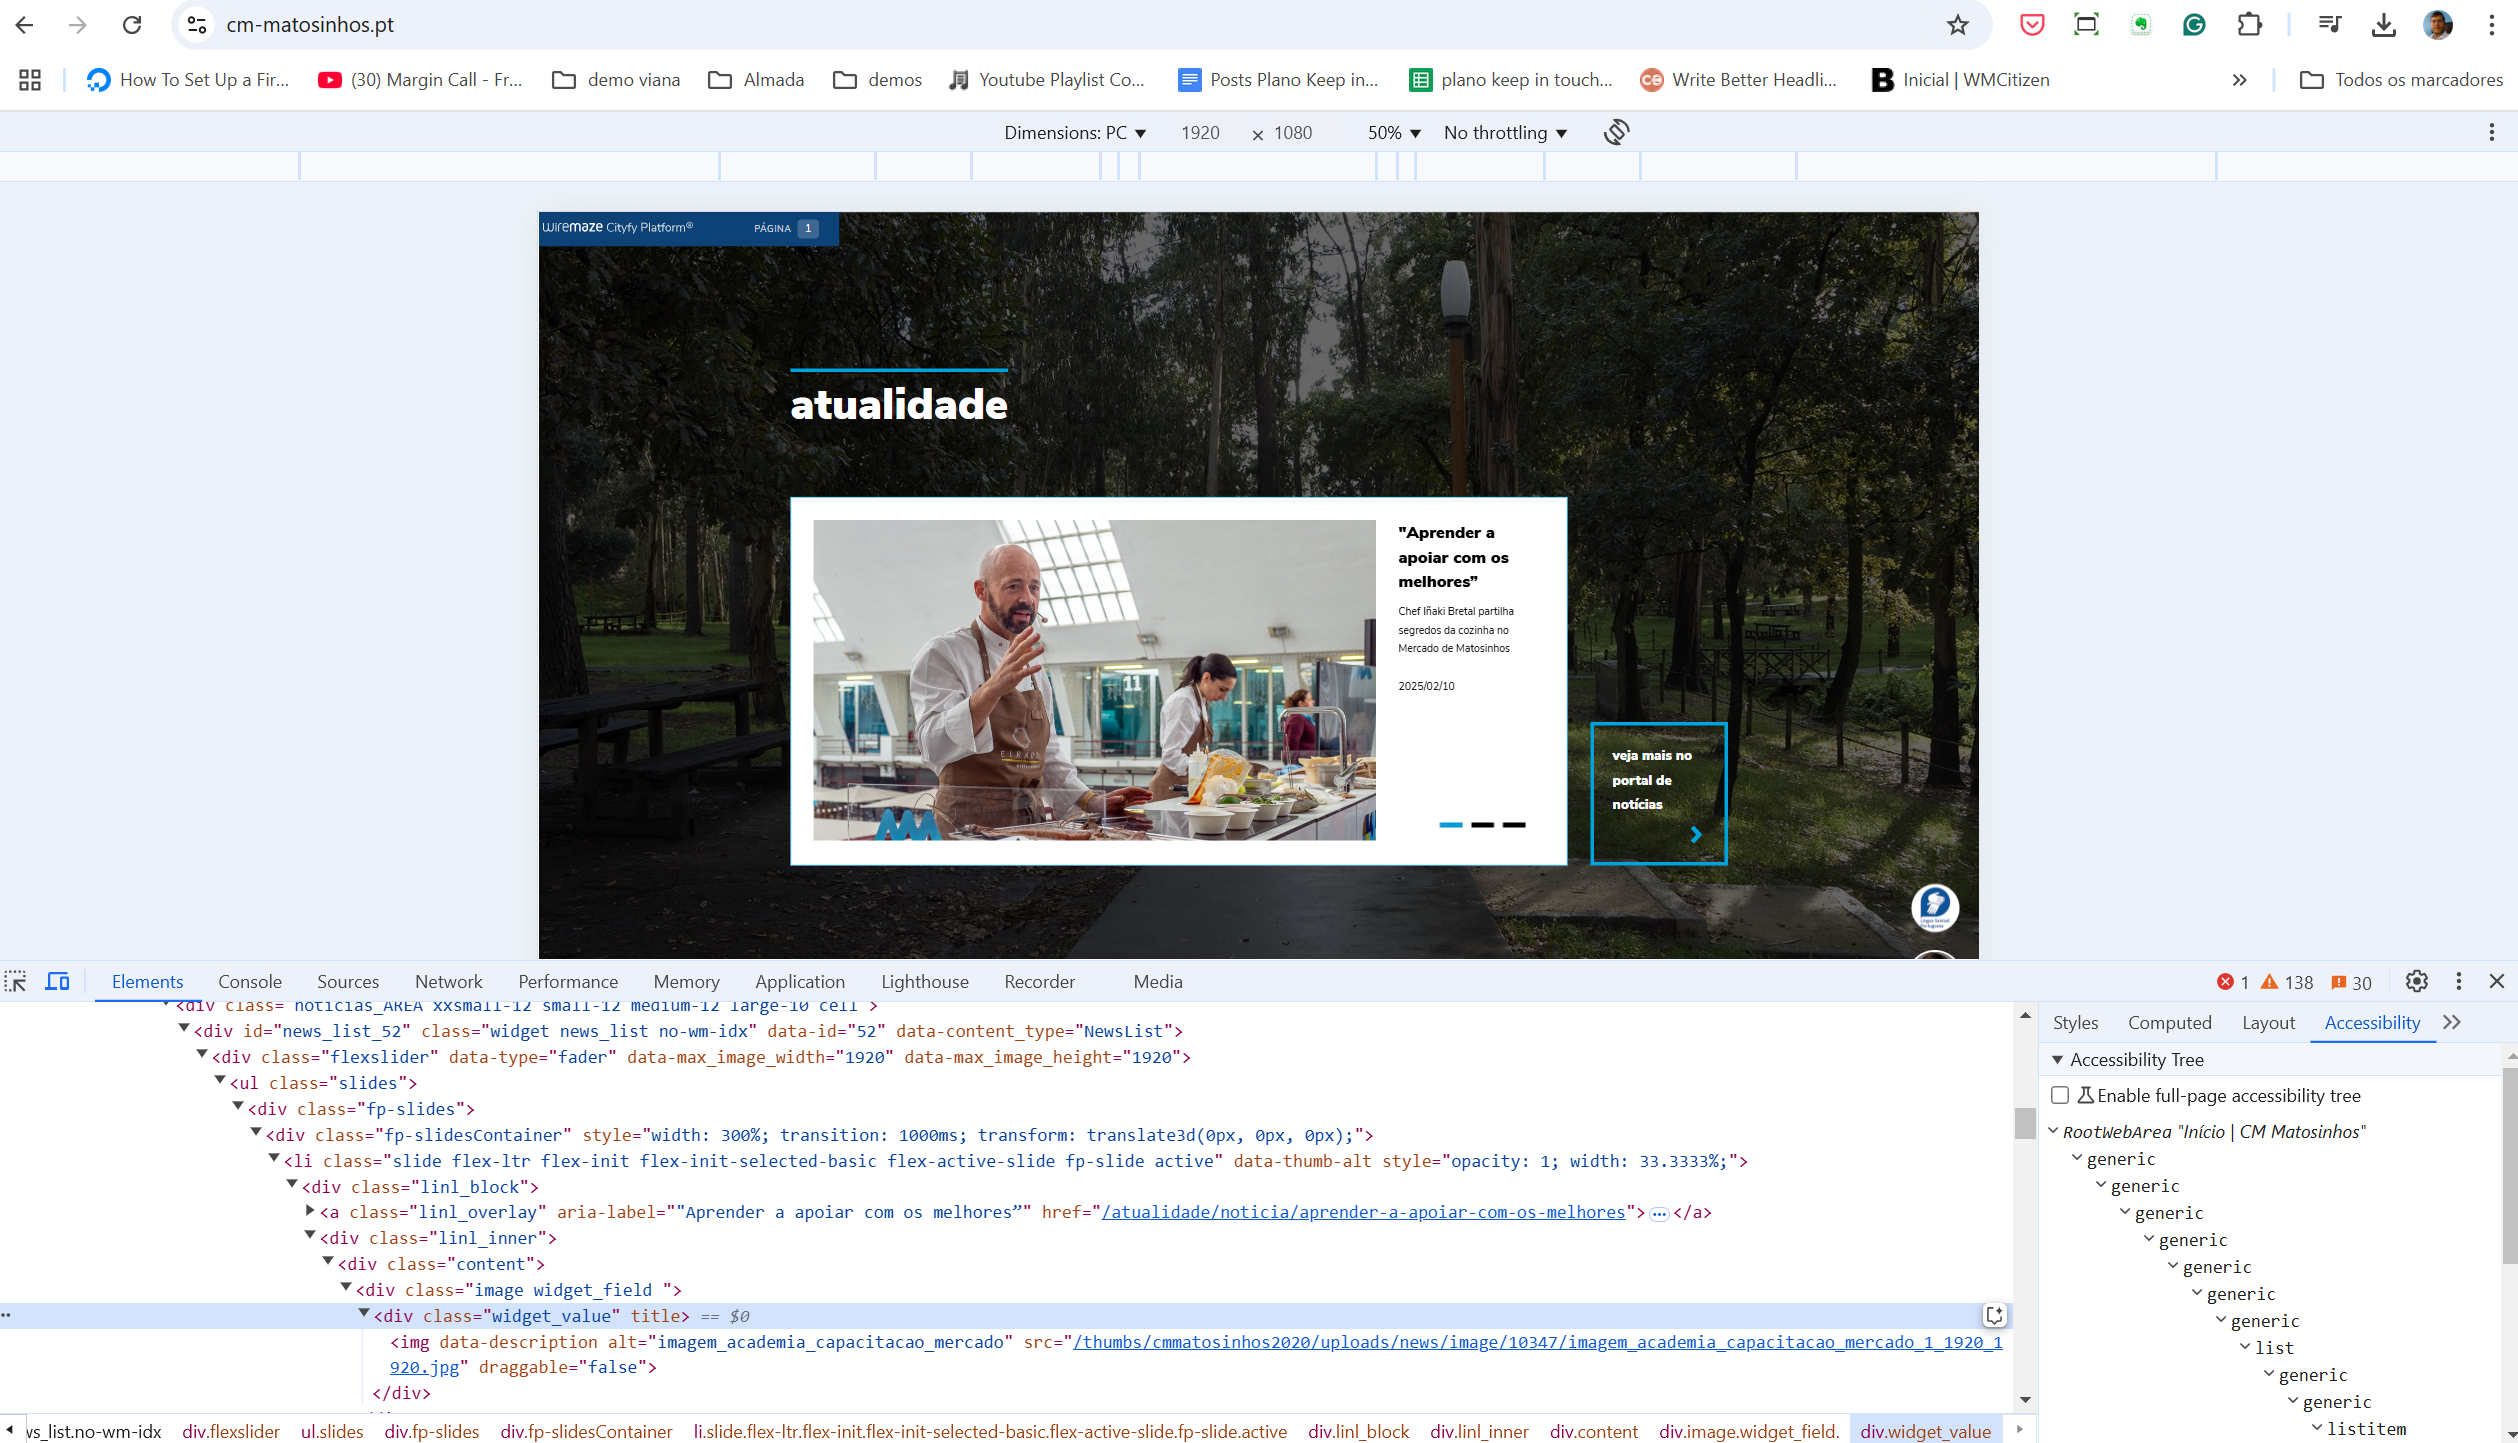 cm-matosinhos.pt
How To Set Up a Fir...
(30) Margin Call - Fr...
demo viana
Almada
demos
Youtube Playlist Co...
Posts Plano Keep in...
plano keep in touch...
Write Better Headli...
Inicial | WMCitizen
Todos os marcadores
Dimensions: PC ▼ 1920 × 1080 50% ▼ No throttling ▼
wiremaze Cityfy Platform®
PÁGINA 1
atualidade
"Aprender a
apoiar com os
melhores”
Chef Iñaki Bretal partilha
segredos da cozinha no
Mercado de Matosinhos
2025/02/10
veja mais no
portal de
notícias
Elements Console Sources Network Performance Memory Application Lighthouse Recorder Media
1 138 30
<div class="noticias_AREA xxsmall-12 small-12 medium-12 large-10 cell">
<div id="news_list_52" class="widget news_list no-wm-idx" data-id="52" data-content_type="NewsList">
<div class="flexslider" data-type="fader" data-max_image_width="1920" data-max_image_height="1920">
<ul class="slides">
<div class="fp-slides">
<div class="fp-slidesContainer" style="width: 300%; transition: 1000ms; transform: translate3d(0px, 0px, 0px);">
<li class="slide flex-ltr flex-init flex-init-selected-basic flex-active-slide fp-slide active" data-thumb-alt style="opacity: 1; width: 33.3333%;">
<div class="linl_block">
<a class="linl_overlay" aria-label=""Aprender a apoiar com os melhores”" href="/atualidade/noticia/aprender-a-apoiar-com-os-melhores">…</a>
<div class="linl_inner">
<div class="content">
<div class="image widget_field ">
<div class="widget_value" title> == $0
<img data-description alt="imagem_academia_capacitacao_mercado" src="/thumbs/cmmatosinhos2020/uploads/news/image/10347/imagem_academia_capacitacao_mercado_1_1920_1
920.jpg" draggable="false">
</div>
ws_list.no-wm-idx div.flexslider ul.slides div.fp-slides div.fp-slidesContainer li.slide.flex-ltr.flex-init.flex-init-selected-basic.flex-active-slide.fp-slide.active div.linl_block div.linl_inner div.content div.image.widget_field. div.widget_value
Styles Computed Layout Accessibility
Accessibility Tree
Enable full-page accessibility tree
RootWebArea "Início | CM Matosinhos"
generic
generic
generic
generic
generic
generic
generic
list
generic
generic
listitem